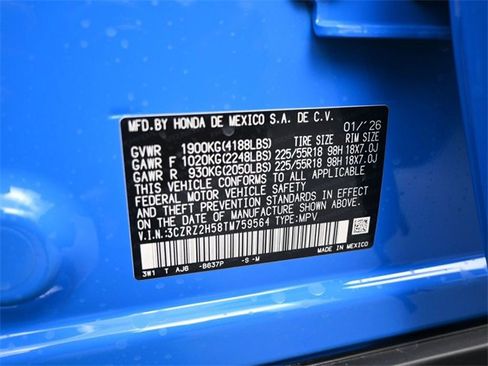 MFD.BY HONDA DE MEXICO S.A. DE C.V.
01/'26
TIRE SIZE RIM SIZE
GVWR 1900KG(4188LBS)
GAWR F 1020KG(2248LBS) 225/55R18 98H 18X7.0J
GAWR R 930KG(2050LBS) 225/55R18 98H 18X7.0J
THIS VEHICLE CONFORMS TO ALL APPLICABLE
FEDERAL MOTOR VEHICLE SAFETY
THEFT PREVENTION STANDARDS IN EFFECT
ON THE DATE OF MANUFACTURE SHOWN ABOVE.
V.I.N.:3CZRZ2H58TM759564 TYPE:MPV
3W1 T AJ6 -B637P -S -M
MADE IN MEXICO